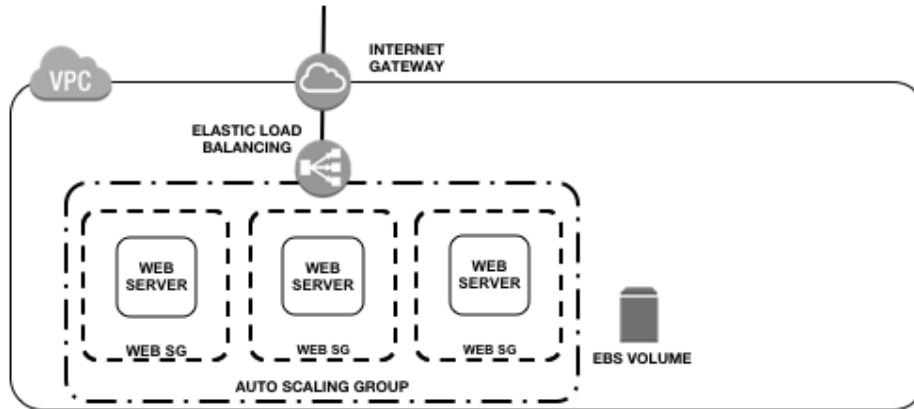 INTERNET
GATEWAY
VPC
ELASTIC LOAD
BALANCING
WEB
SERVER
WEB SG
WEB
SERVER
WEB SG
WEB
SERVER
WEB SG
EBS VOLUME
AUTO SCALING GROUP